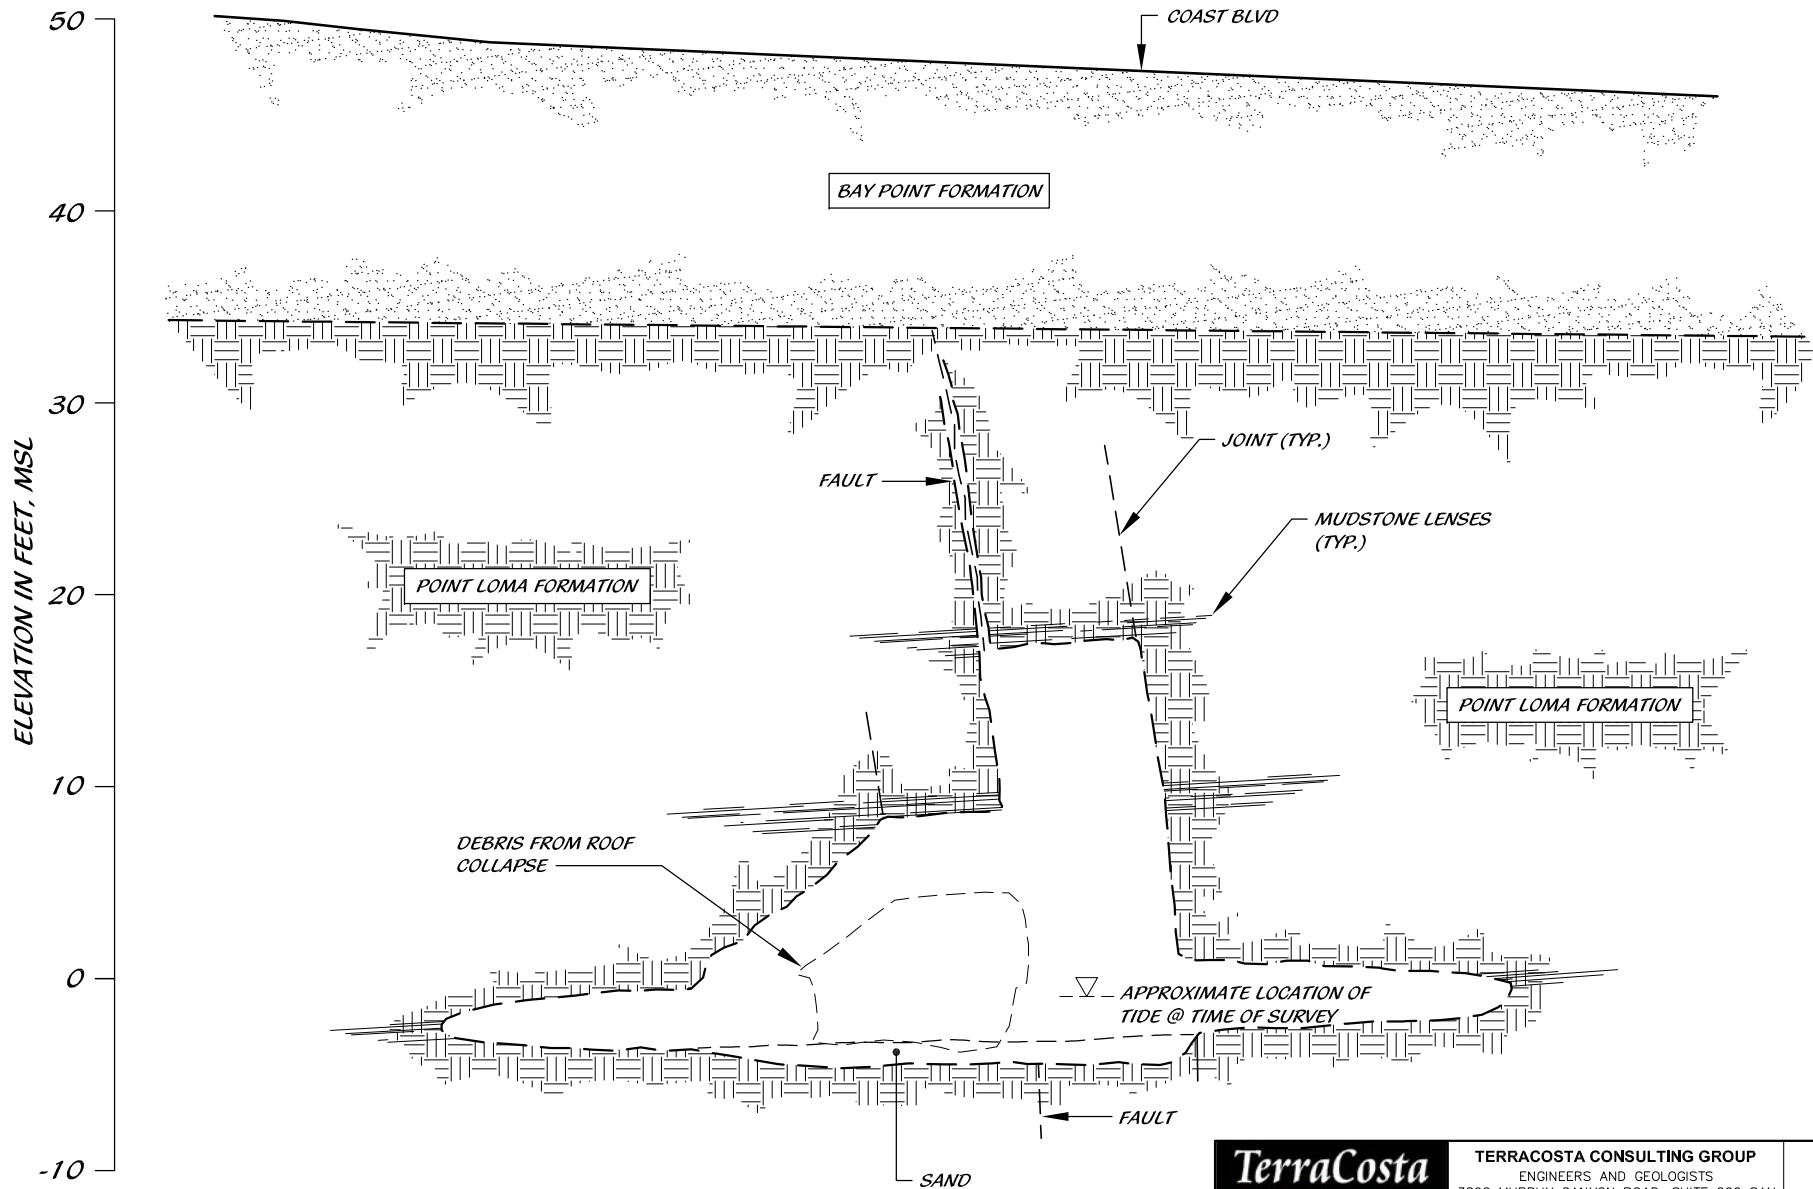 50
COAST BLVD
BAY POINT FORMATION
40
30
JOINT (TYP.)
FAULT
MUDSTONE LENSES
(TYP.)
ELEVATION IN FEET, MSL
POINT LOMA FORMATION
20
POINT LOMA FORMATION
10
DEBRIS FROM ROOF
COLLAPSE
0
APPROXIMATE LOCATION OF
TIDE @ TIME OF SURVEY
FAULT
-10
SAND
TerraCosta
TERRACOSTA CONSULTING GROUP
ENGINEERS AND GEOLOGISTS